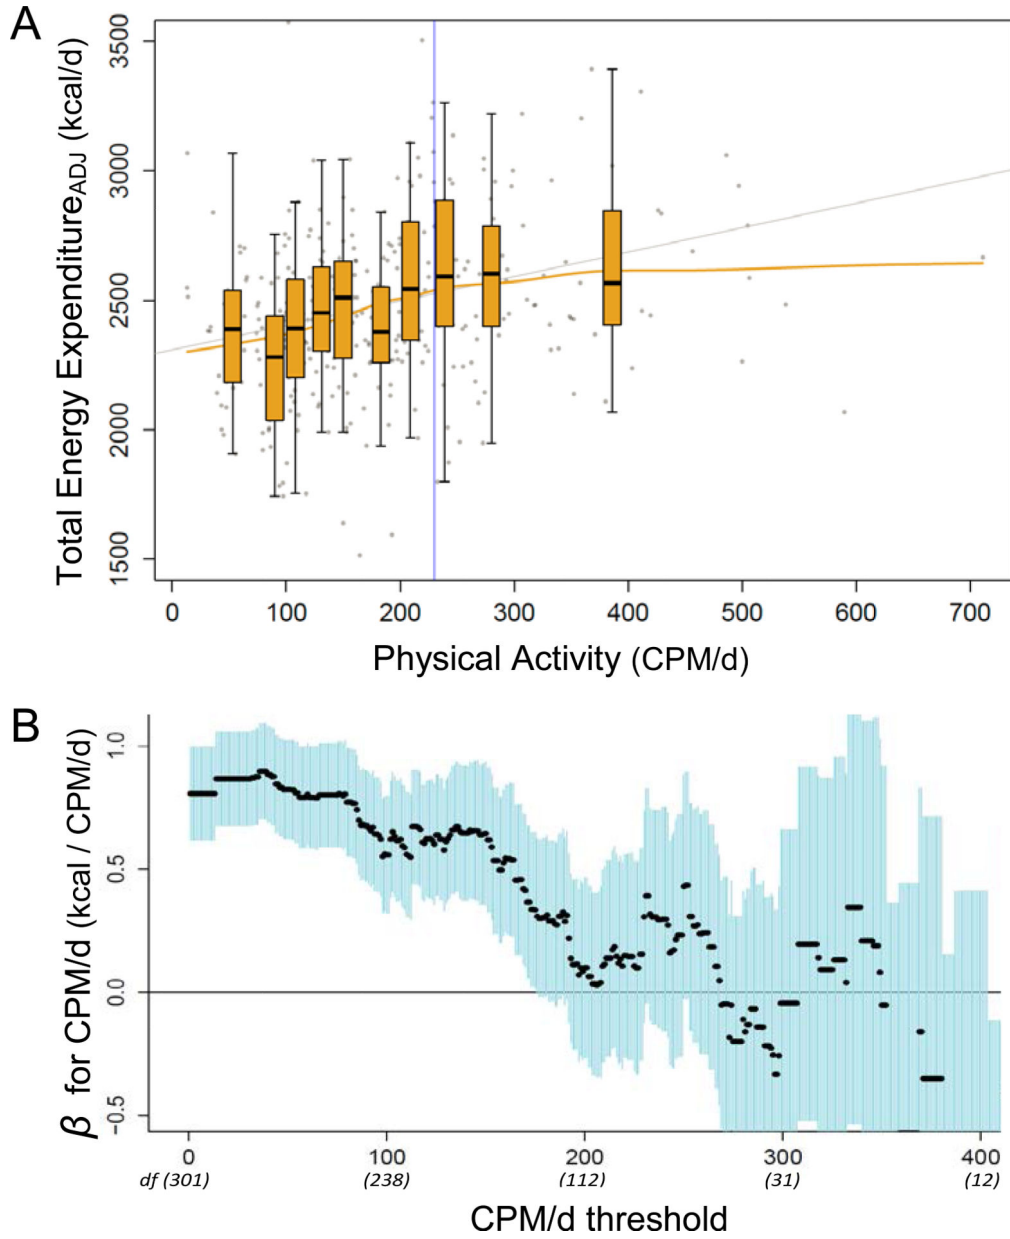 A
Total Energy ExpenditureADJ (kcal/d)
3500
3000
2500
2000
1500
0 100 200 300 400 500 600 700
Physical Activity (CPM/d)
B
β for CPM/d (kcal / CPM/d)
1.0
0.5
0.0
−0.5
0 100 200 300 400
df (301) (238) (112) (31) (12)
CPM/d threshold